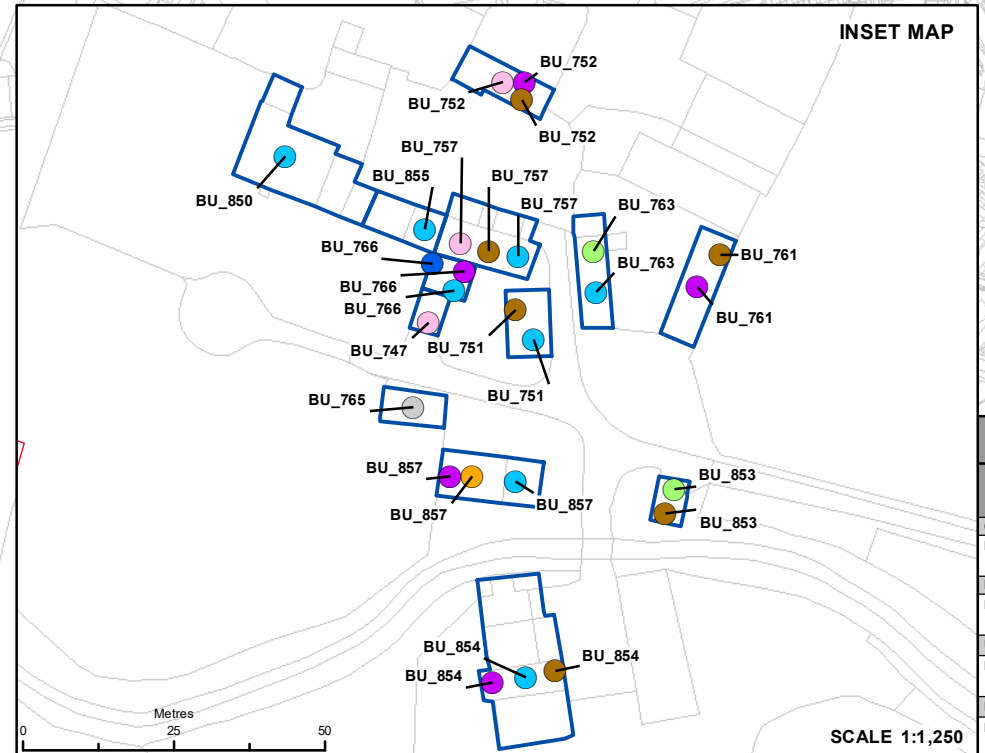 INSET MAP
BU_752
BU_752
BU_752
BU_757
BU_855
BU_757
BU_850
BU_757
BU_763
BU_766
BU_761
BU_763
BU_766
BU_766
BU_761
BU_747
BU_751
BU_751
BU_765
BU_857
BU_853
BU_857
BU_857
BU_853
BU_854
BU_854
BU_854
Metres
0 25 50
SCALE 1:1,250